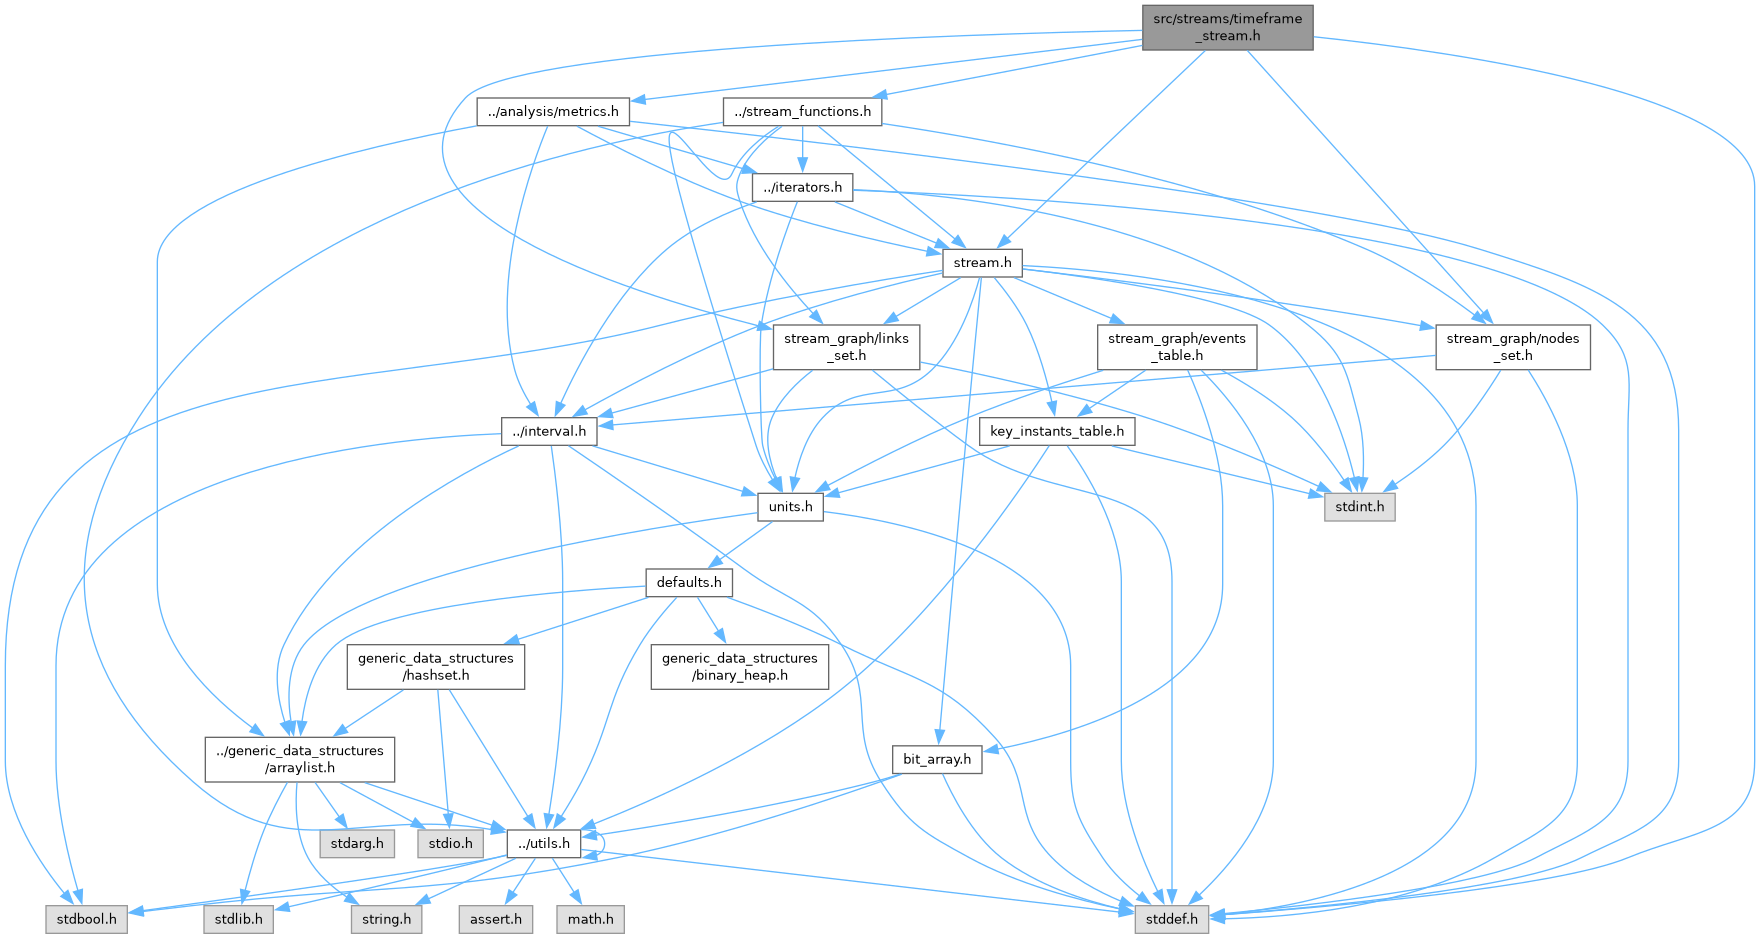 src/streams/timeframe
_stream.h
../analysis/metrics.h
../stream_functions.h
../iterators.h
stream.h
stream_graph/links
_set.h
stream_graph/events
_table.h
stream_graph/nodes
_set.h
../interval.h
key_instants_table.h
units.h
stdint.h
defaults.h
generic_data_structures
/hashset.h
generic_data_structures
/binary_heap.h
../generic_data_structures
/arraylist.h
bit_array.h
stdarg.h
stdio.h
../utils.h
stdbool.h
stdlib.h
string.h
assert.h
math.h
stddef.h